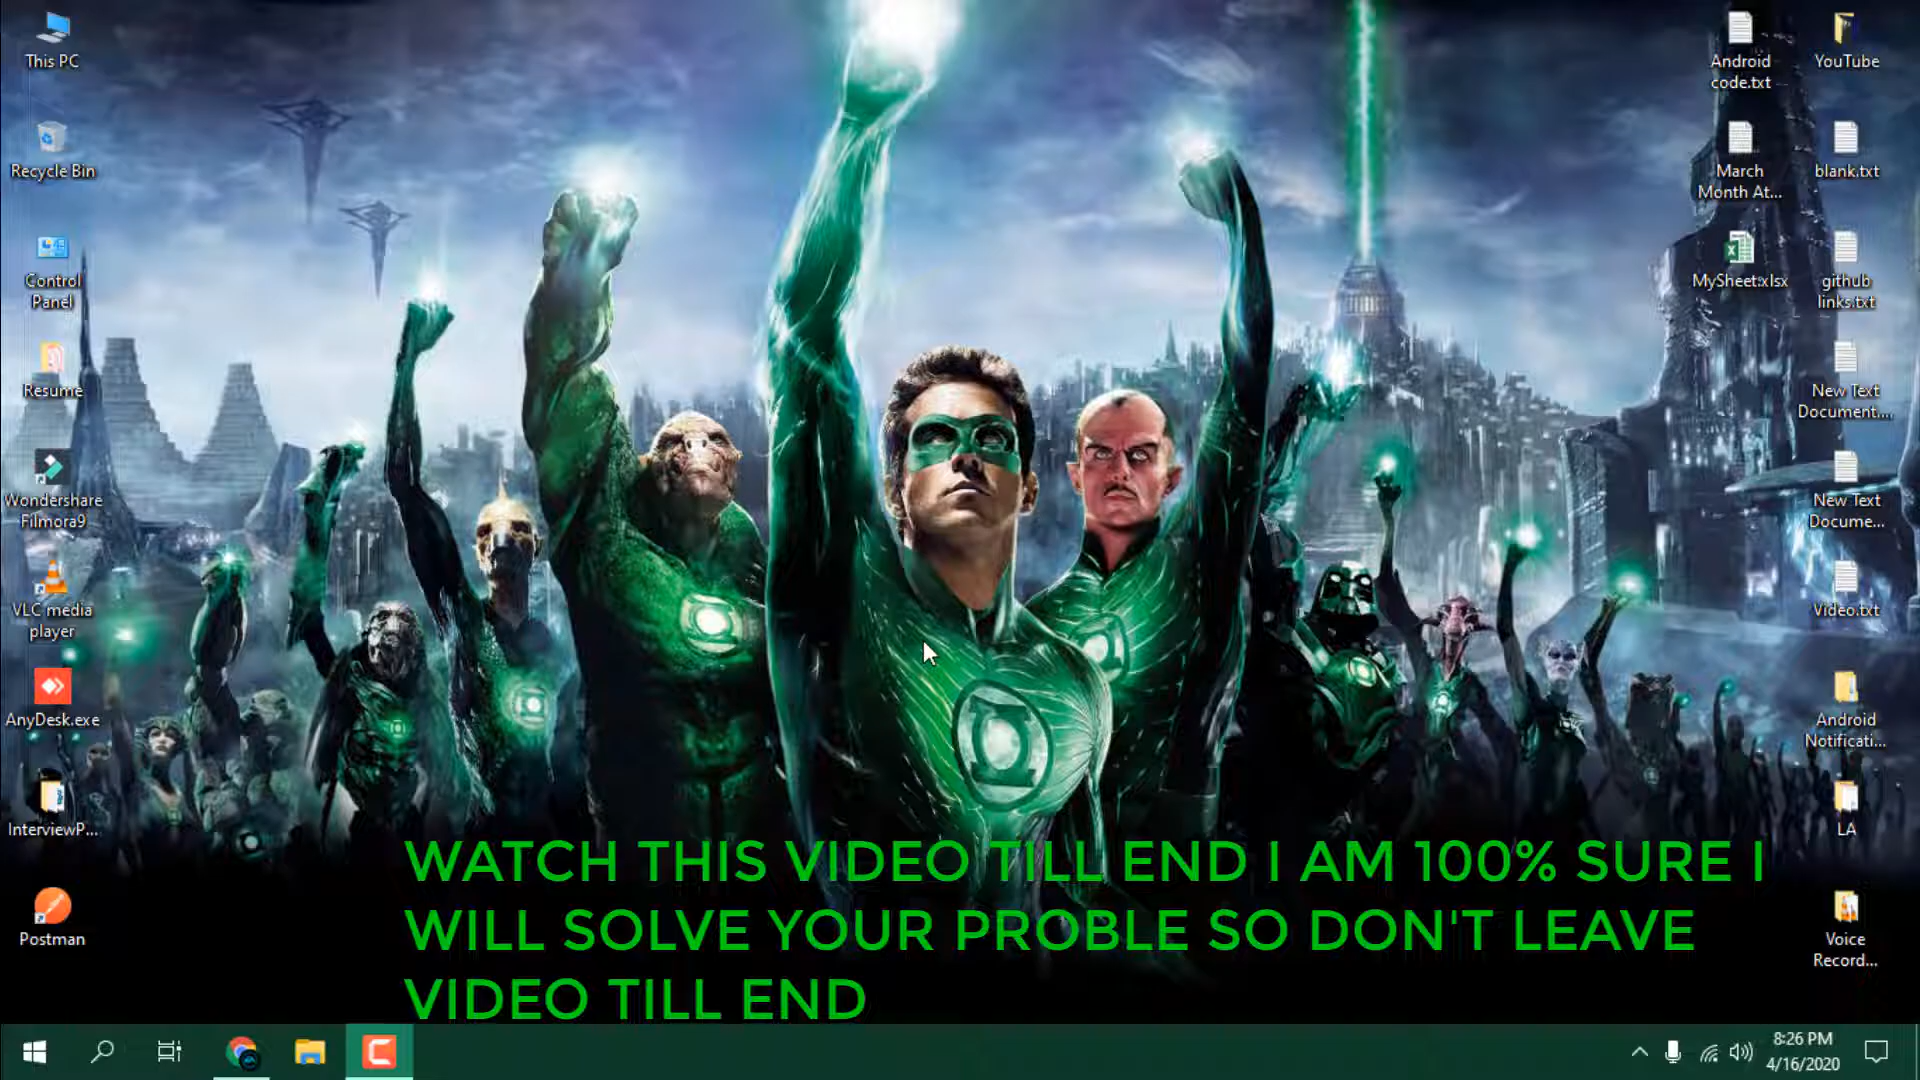 This PC
Recycle Bin
Control
Panel
Resume
Wondershare
Filmora9
VLC media
player
AnyDesk.exe
InterviewP...
Postman
Android
code.txt
March
Month At...
MySheet.xlsx
YouTube
blank.txt
github
links.txt
New Text
Document....
New Text
Docume...
Video.txt
Android
Notificati...
LA
Voice
Record...
WATCH THIS VIDEO TILL END I AM 100% SURE I
WILL SOLVE YOUR PROBLE SO DON'T LEAVE
VIDEO TILL END
8:26 PM
4/16/2020